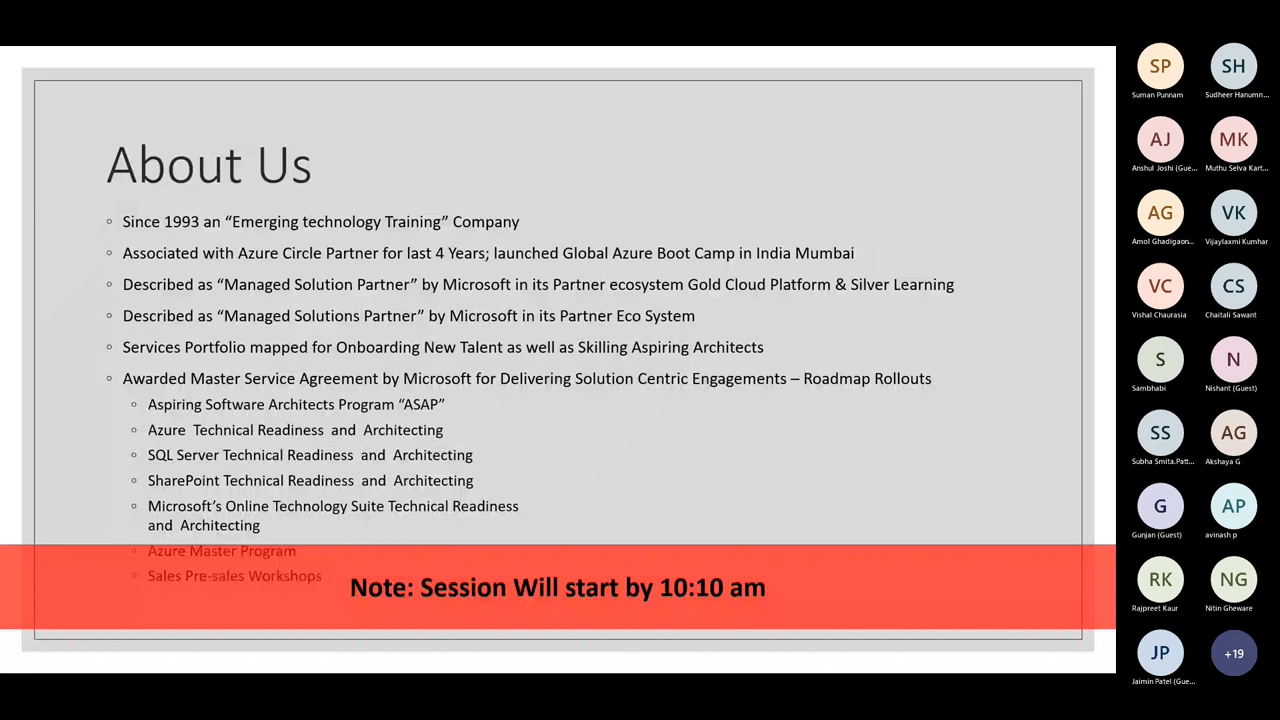 About Us
Since 1993 an “Emerging technology Training” Company
Associated with Azure Circle Partner for last 4 Years; launched Global Azure Boot Camp in India Mumbai
Described as “Managed Solution Partner” by Microsoft in its Partner ecosystem Gold Cloud Platform & Silver Learning
Described as “Managed Solutions Partner” by Microsoft in its Partner Eco System
Services Portfolio mapped for Onboarding New Talent as well as Skilling Aspiring Architects
Awarded Master Service Agreement by Microsoft for Delivering Solution Centric Engagements – Roadmap Rollouts
Aspiring Software Architects Program “ASAP”
Azure Technical Readiness and Architecting
SQL Server Technical Readiness and Architecting
SharePoint Technical Readiness and Architecting
Microsoft’s Online Technology Suite Technical Readiness
and Architecting
Azure Master Program
Sales Pre-sales Workshops
Note: Session Will start by 10:10 am
SP SH
Suman Punnam Sudheer Hanumn...
AJ MK
Anshul Joshi (Gue... Muthu Selva Kart...
AG VK
Amol Ghadigaon... Vijaylaxmi Kumhar
VC CS
Vishal Chaurasia Chaitali Sawant
S N
Sambhabi Nishant (Guest)
SS AG
Subha Smita.Patt... Akshaya G
G AP
Gunjan (Guest) avinash p
RK NG
Rajpreet Kaur Nitin Gheware
JP +19
Jaimin Patel (Gue...